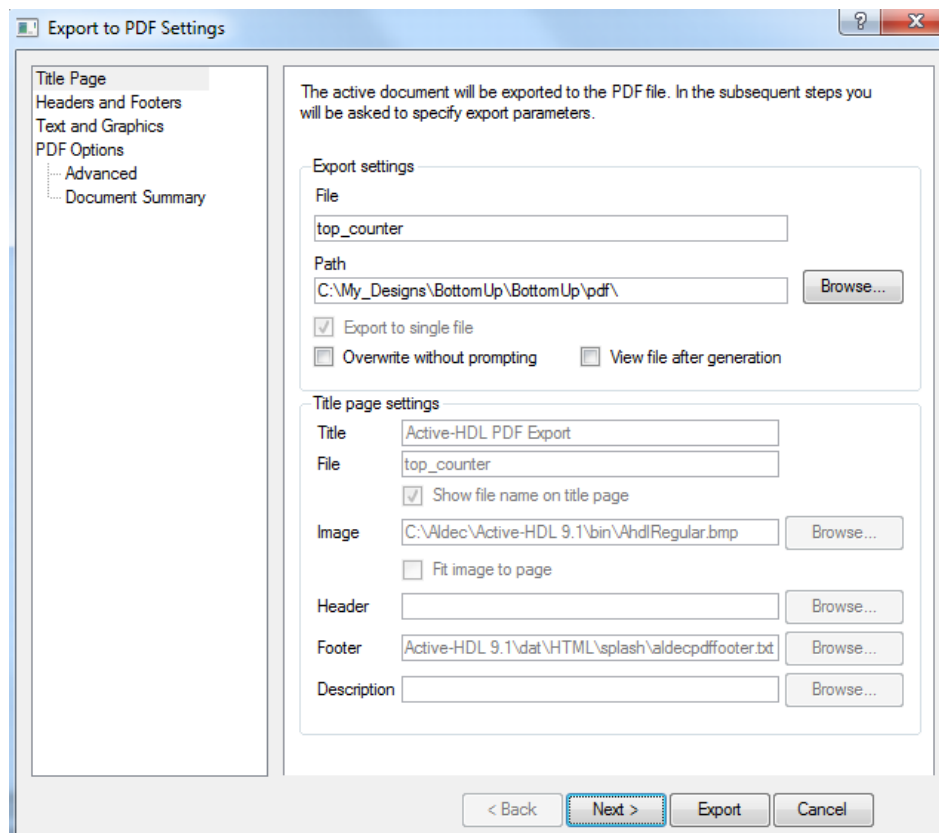 Export to PDF Settings
Title Page
Headers and Footers
Text and Graphics
PDF Options
Advanced
Document Summary
The active document will be exported to the PDF file. In the subsequent steps you
will be asked to specify export parameters.
Export settings
File
top_counter
Path
C:\My_Designs\BottomUp\BottomUp\pdf\
Browse...
Export to single file
Overwrite without prompting
View file after generation
Title page settings
Title
Active-HDL PDF Export
File
top_counter
Show file name on title page
Image
C:\Aldec\Active-HDL 9.1\bin\AhdlRegular.bmp
Browse...
Fit image to page
Header
Browse...
Footer
Active-HDL 9.1\dat\HTML\splash\aldecpdffooter.txt
Browse...
Description
Browse...
< Back
Next >
Export
Cancel